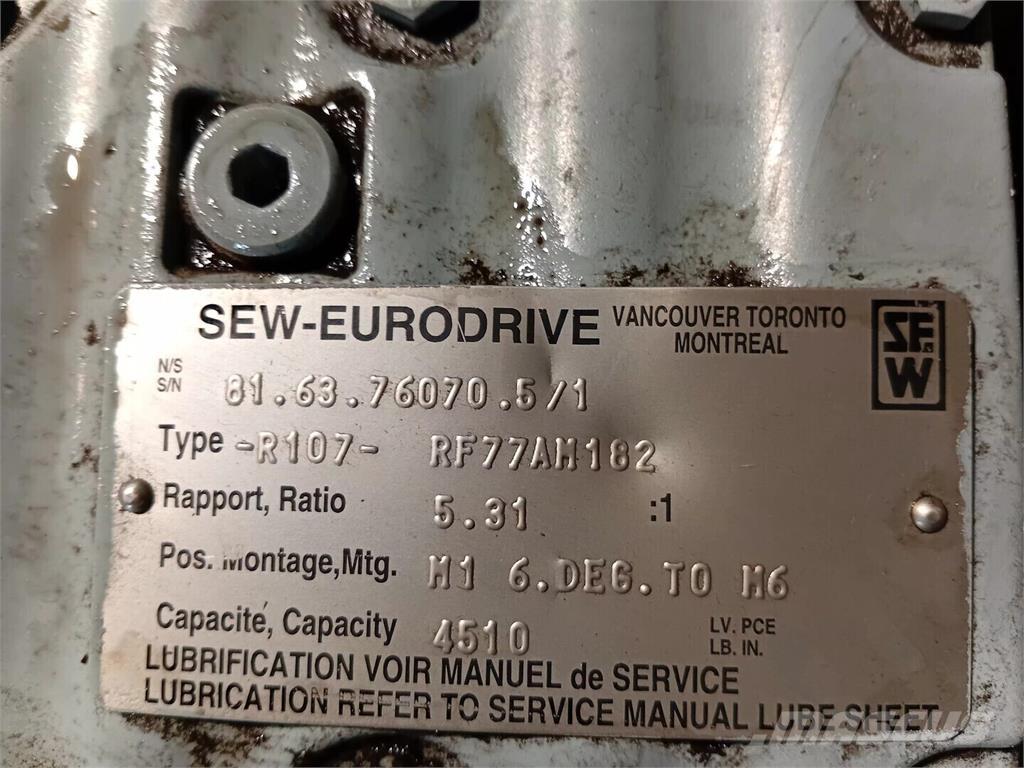 SEW-EURODRIVE VANCOUVER TORONTO MONTREAL
SEW
N/S
S/N 81.63.76070.5/1
Type -R107- RF77AM182
Rapport, Ratio 5.31 :1
Pos. Montage,Mtg. M1 6.DEG.TO M6
Capacité, Capacity 4510 LV. PCE
LB. IN.
LUBRIFICATION VOIR MANUEL de SERVICE
LUBRICATION REFER TO SERVICE MANUAL LUBE SHEET